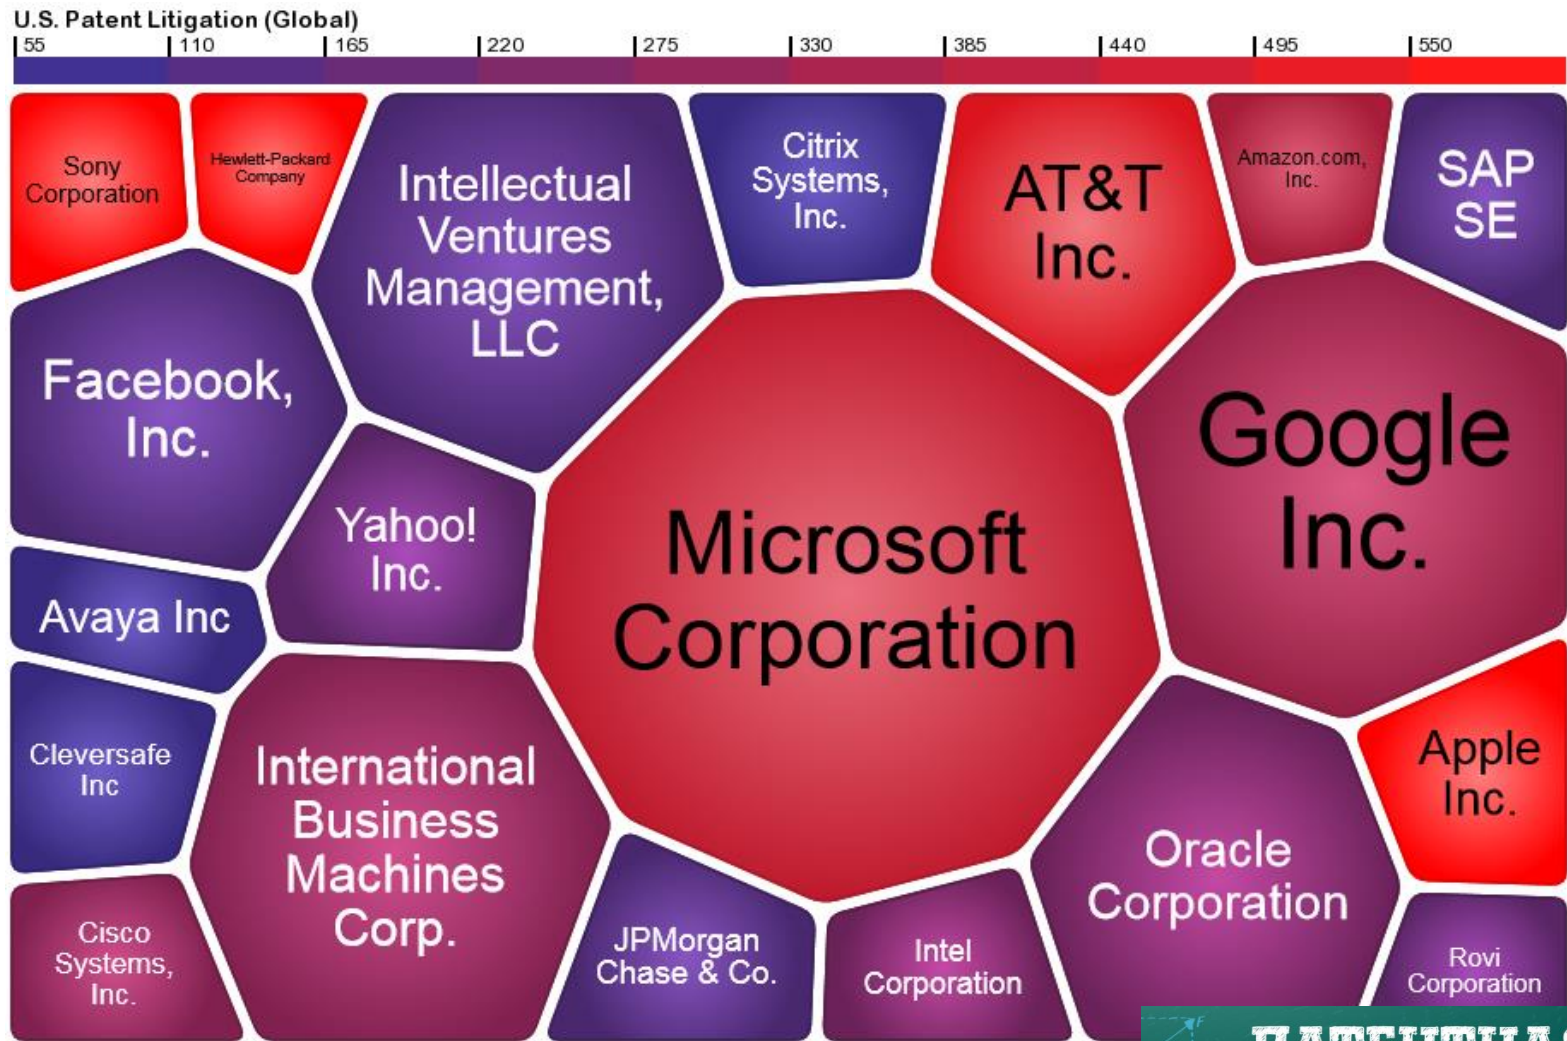 U.S. Patent Litigation (Global)
55 110 165 220 275 330 385 440 495 550
Sony
Corporation
Hewlett-Packard
Company
Intellectual
Ventures
Management,
LLC
Citrix
Systems,
Inc.
AT&T
Inc.
Amazon.com,
Inc.
SAP
SE
Facebook,
Inc.
Yahoo!
Inc.
Microsoft
Corporation
Google
Inc.
Avaya Inc
Cleversafe
Inc
International
Business
Machines
Corp.
Apple
Inc.
Oracle
Corporation
Cisco
Systems,
Inc.
JPMorgan
Chase & Co.
Intel
Corporation
Rovi
Corporation